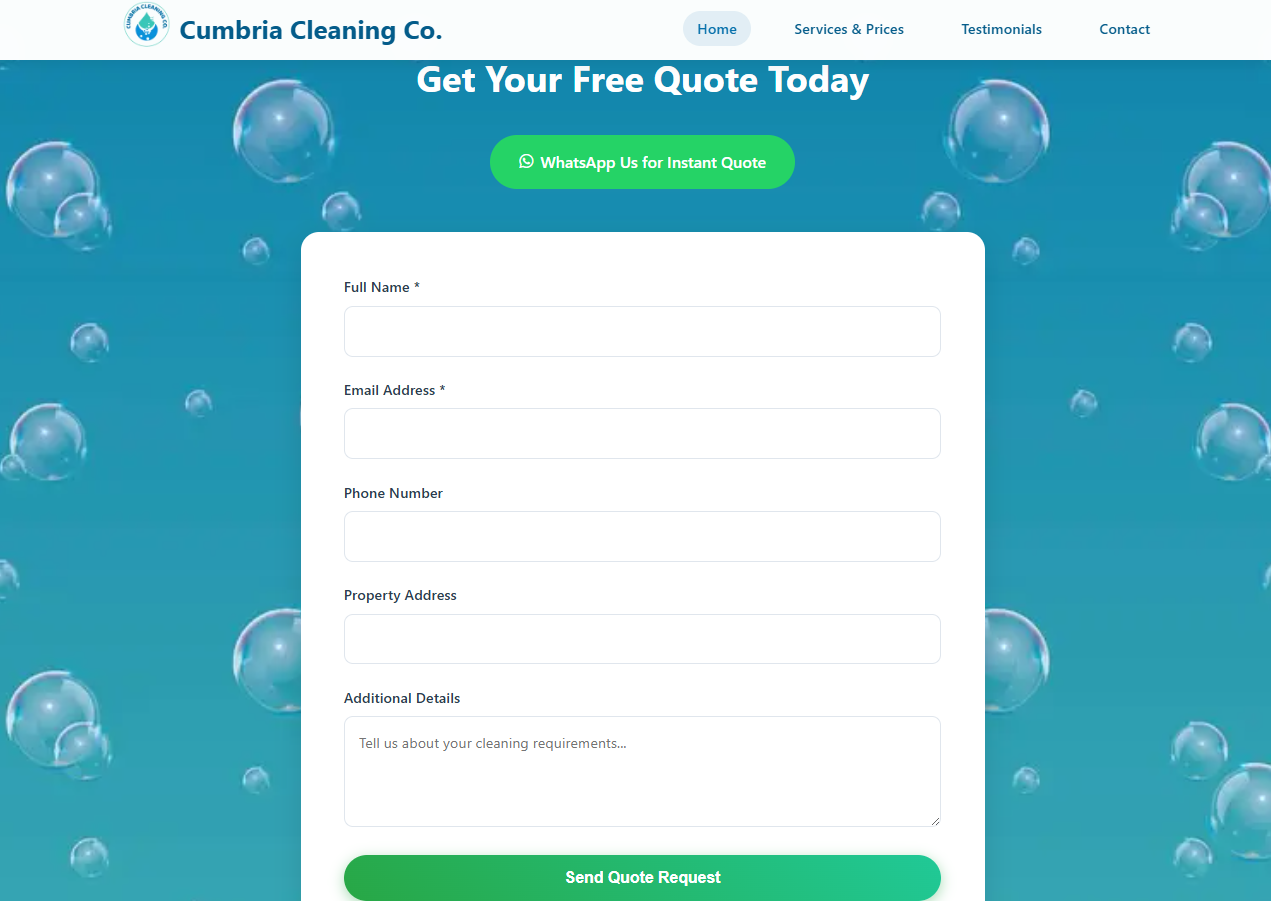 CUMBRIA CLEANING CO.
Cumbria Cleaning Co.
Home
Services & Prices
Testimonials
Contact
Get Your Free Quote Today
WhatsApp Us for Instant Quote
Full Name *
Email Address *
Phone Number
Property Address
Additional Details
Tell us about your cleaning requirements...
Send Quote Request